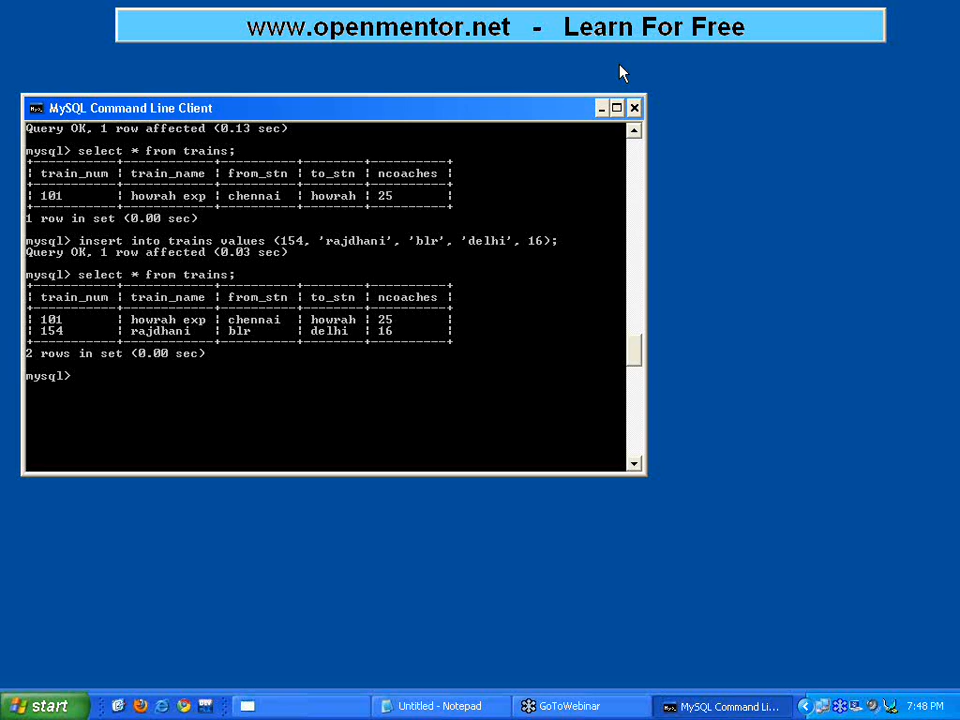 www.openmentor.net - Learn For Free
MySQL Command Line Client
Query OK, 1 row affected (0.13 sec)
mysql> select * from trains;
+-----------+------------+----------+--------+----------+
| train_num | train_name | from_stn | to_stn | ncoaches |
+-----------+------------+----------+--------+----------+
| 101 | howrah exp | chennai | howrah | 25 |
+-----------+------------+----------+--------+----------+
1 row in set (0.00 sec)
mysql> insert into trains values (154, 'rajdhani', 'blr', 'delhi', 16);
Query OK, 1 row affected (0.03 sec)
mysql> select * from trains;
+-----------+------------+----------+--------+----------+
| train_num | train_name | from_stn | to_stn | ncoaches |
+-----------+------------+----------+--------+----------+
| 101 | howrah exp | chennai | howrah | 25 |
| 154 | rajdhani | blr | delhi | 16 |
+-----------+------------+----------+--------+----------+
2 rows in set (0.00 sec)
mysql>
start Untitled - Notepad GoToWebinar MySQL Command Li... 7:48 PM